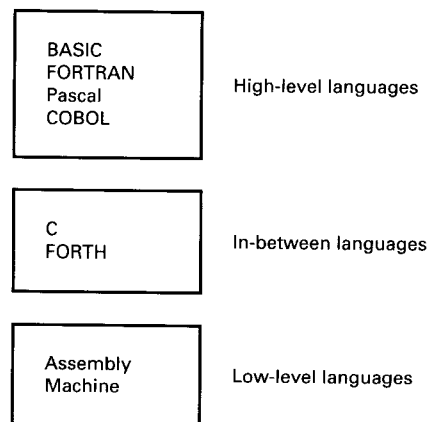 BASIC
FORTRAN
Pascal
COBOL
High-level languages
C
FORTH
In-between languages
Assembly
Machine
Low-level languages